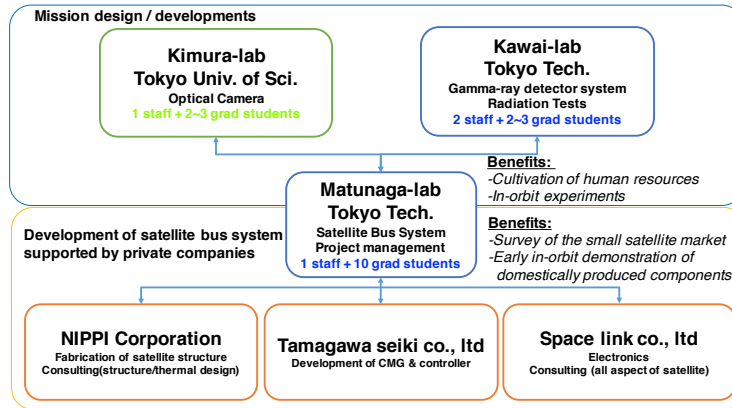 Mission design / developments
Kimura-lab
Tokyo Univ. of Sci.
Optical Camera
1 staff + 2~3 grad students
Kawai-lab
Tokyo Tech.
Gamma-ray detector system
Radiation Tests
2 staff + 2~3 grad students
Matunaga-lab
Tokyo Tech.
Satellite Bus System
Project management
1 staff + 10 grad students
Benefits:
-Cultivation of human resources
-In-orbit experiments
Development of satellite bus system
supported by private companies
Benefits:
-Survey of the small satellite market
-Early in-orbit demonstration of
domestically produced components
NIPPI Corporation
Fabrication of satellite structure
Consulting(structure/thermal design)
Tamagawa seiki co., ltd
Development of CMG & controller
Space link co., ltd
Electronics
Consulting (all aspect of satellite)